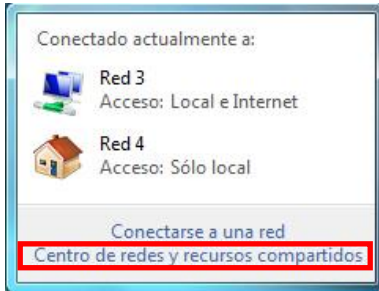 Conectado actualmente a:
Red 3
Acceso: Local e Internet
Red 4
Acceso: Sólo local
Conectarse a una red
Centro de redes y recursos compartidos